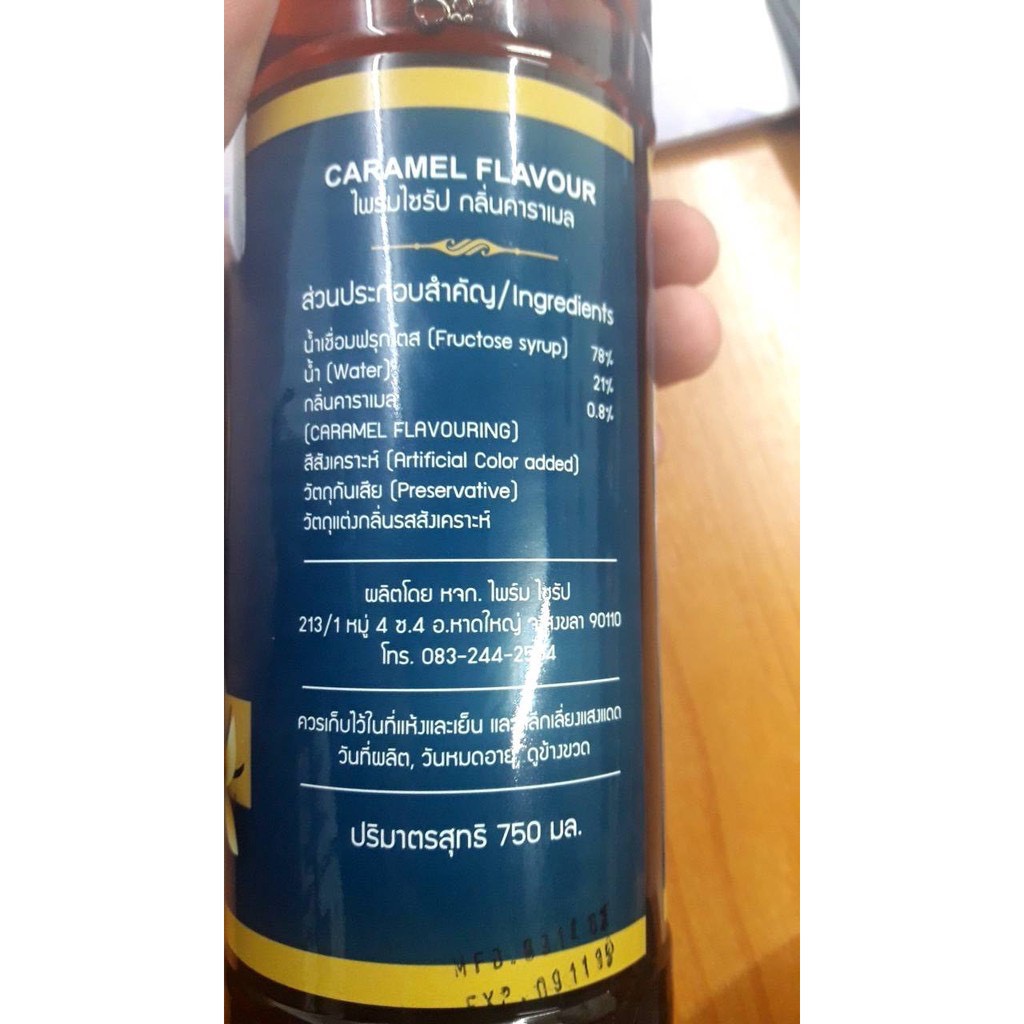 CARAMEL FLAVOUR
ไพร์มไซรัป กลิ่นคาราเมล
ส่วนประกอบสำคัญ/Ingredients
น้ำเชื่อมฟรุกโตส (Fructose syrup) 78%
น้ำ (Water) 21%
กลิ่นคาราเมล 0.8%
(CARAMEL FLAVOURING)
สีสังเคราะห์ (Artificial Color added)
วัตถุกันเสีย (Preservative)
วัตถุแต่งกลิ่นรสสังเคราะห์
ผลิตโดย หจก. ไพร์ม ไซรัป
213/1 หมู่ 4 ซ.4 อ.หาดใหญ่ จ.สงขลา 90110
โทร. 083-244-
ควรเก็บไว้ในที่แห้งและเย็น และหลีกเลี่ยงแสงแดด
วันที่ผลิต, วันหมดอายุ, ดูข้างขวด
ปริมาตรสุทธิ 750 มล.
MFD.
EXP.